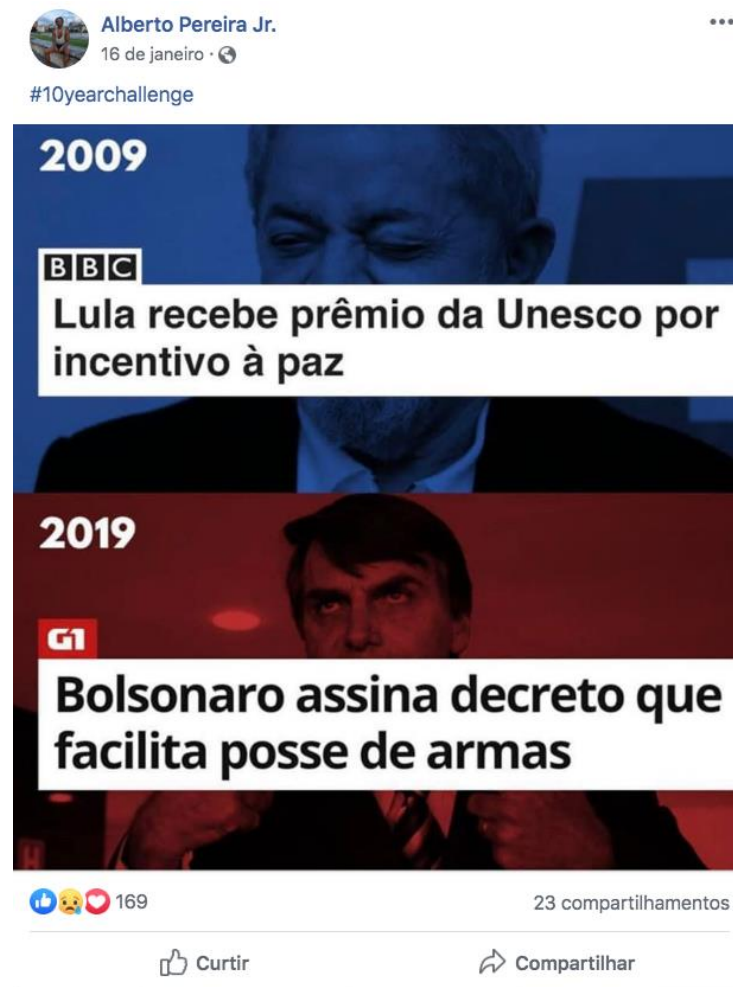 Alberto Pereira Jr.
16 de janeiro ·
#10yearchallenge
2009
BBC
Lula recebe prêmio da Unesco por
incentivo à paz
2019
G1
Bolsonaro assina decreto que
facilita posse de armas
169
23 compartilhamentos
Curtir
Compartilhar